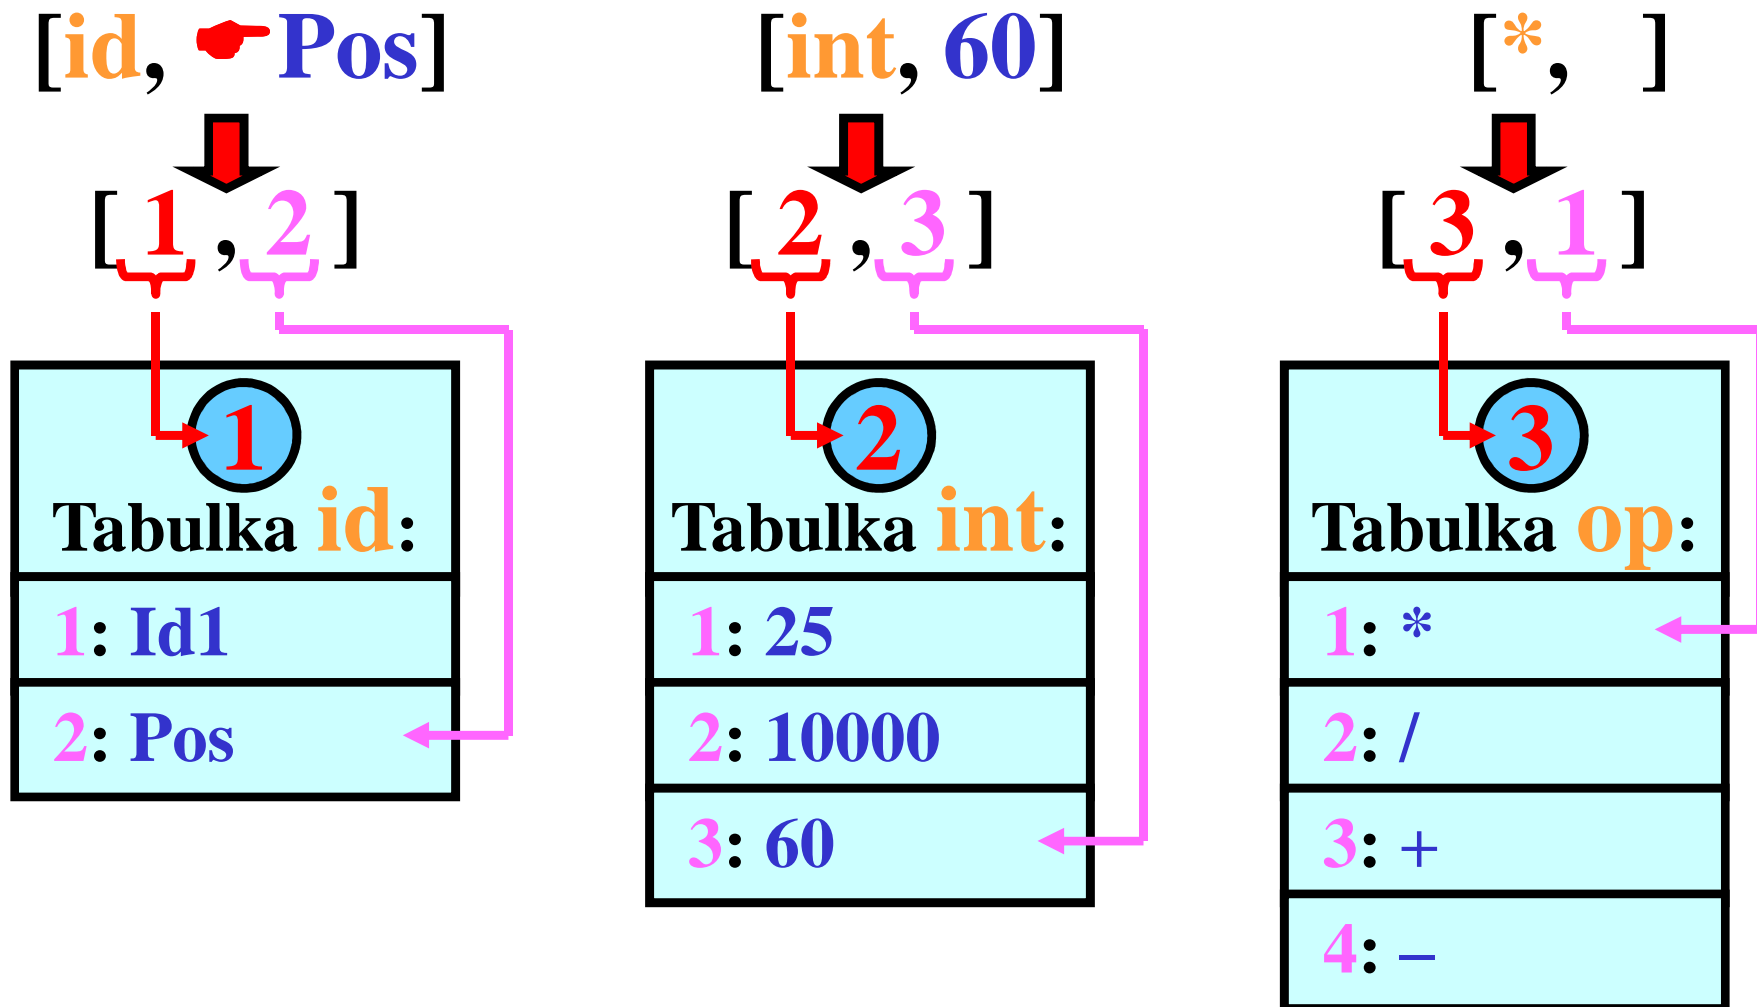 [id, ☛Pos]
[int, 60]
[*, ]
[ 1 , 2 ]
[ 2 , 3 ]
[ 3 , 1 ]
1
Tabulka id:
1: Id1
2: Pos
2
Tabulka int:
1: 25
2: 10000
3: 60
3
Tabulka op:
1: *
2: /
3: +
4: –